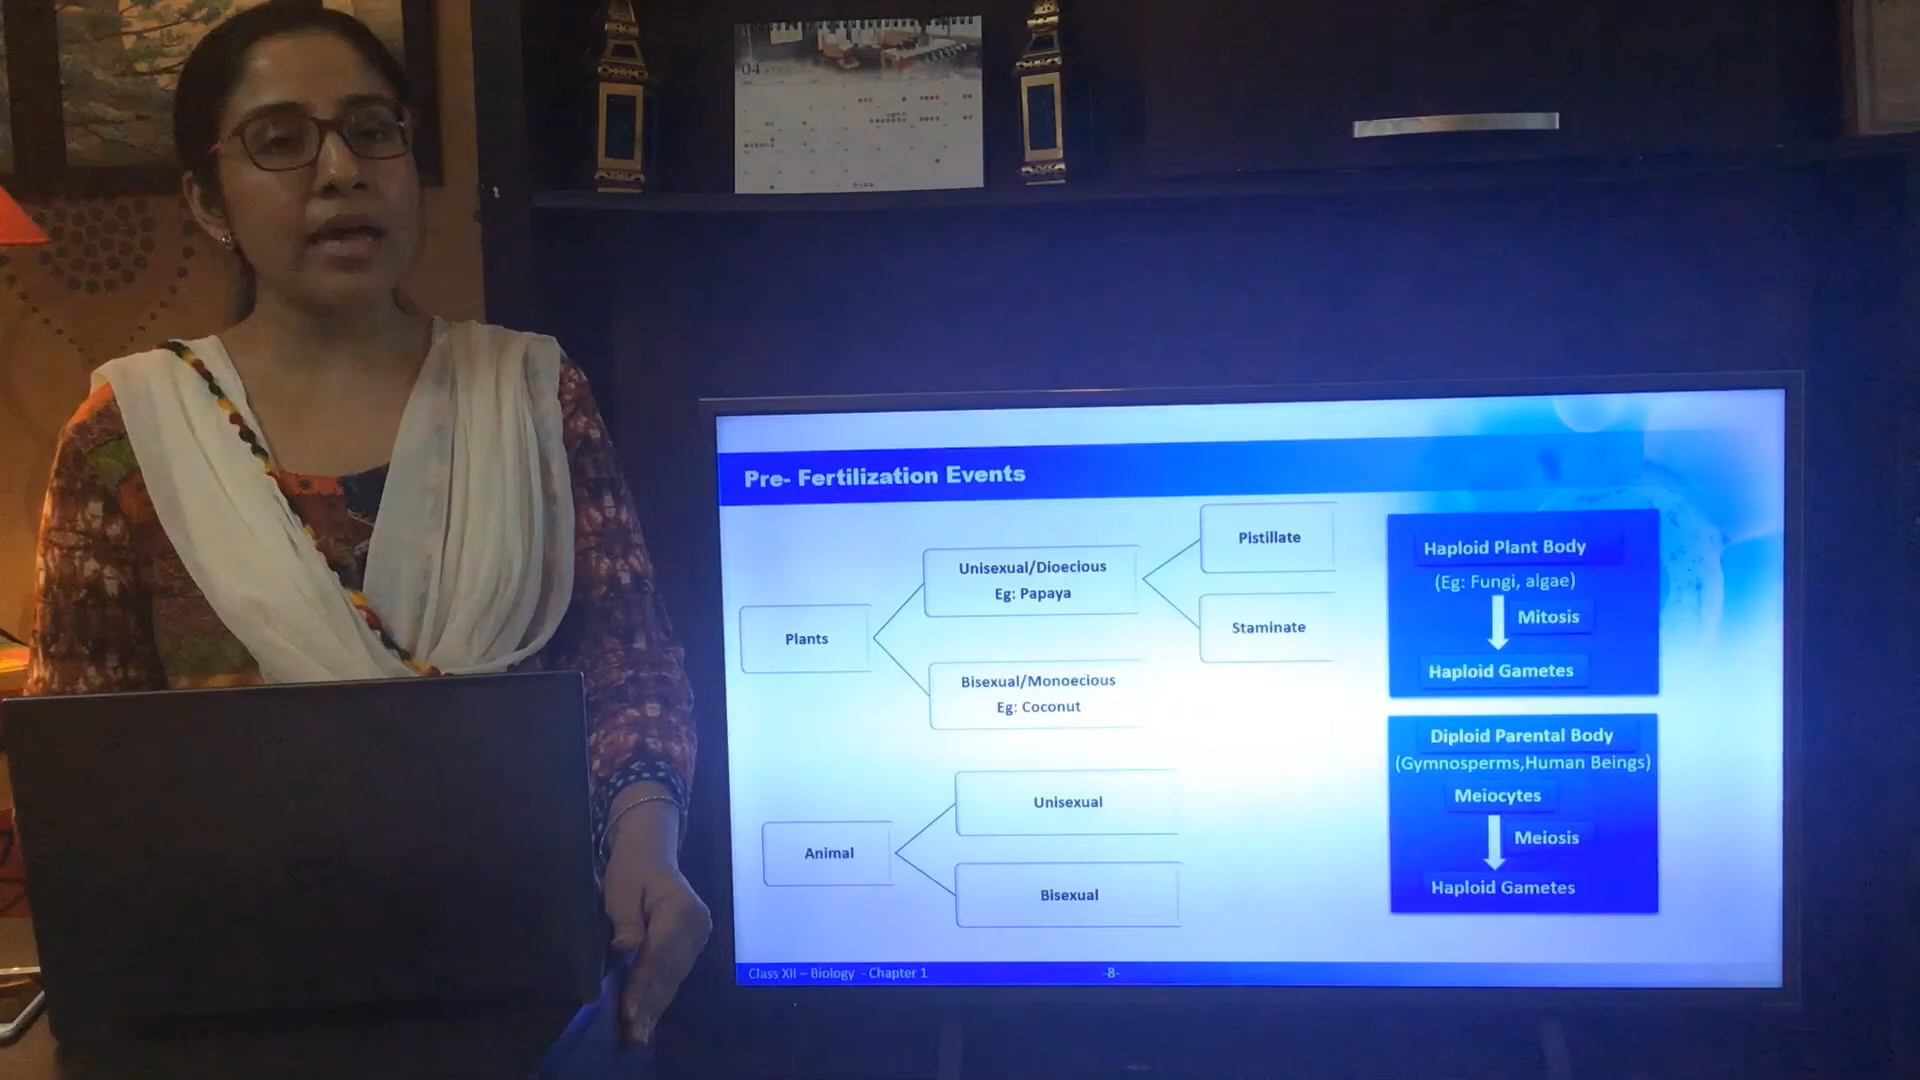 04
Pre- Fertilization Events
Plants
Unisexual/Dioecious
Eg: Papaya
Pistillate
Staminate
Bisexual/Monoecious
Eg: Coconut
Animal
Unisexual
Bisexual
Haploid Plant Body
(Eg: Fungi, algae)
Mitosis
Haploid Gametes
Diploid Parental Body
(Gymnosperms,Human Beings)
Meiocytes
Meiosis
Haploid Gametes
Class XII – Biology - Chapter 1
-8-